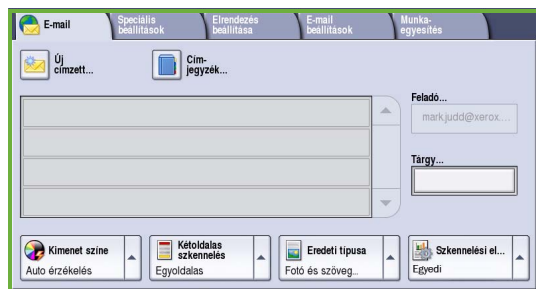 E-mail
Speciális beállítások
Elrendezés beállítása
E-mail beállítások
Munka-egyesítés
Új címzett...
Cím-jegyzék...
Feladó...
mark.judd@xerox....
Tárgy...
Kimenet színe
Auto érzékelés
Kétoldalas szkennelés
Egyoldalas
Eredeti típusa
Fotó és szöveg...
Szkennelési el...
Egyedi